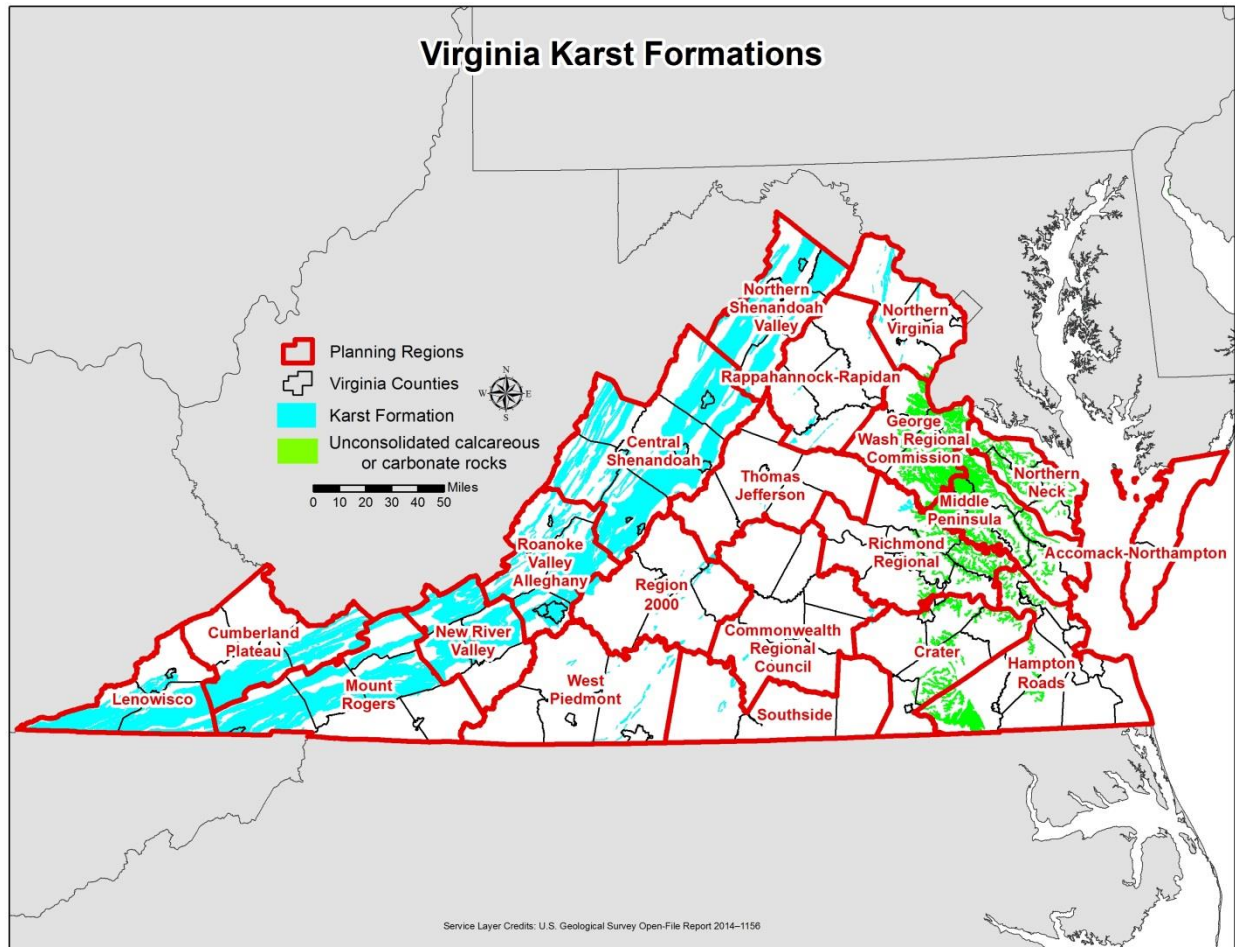 Virginia Karst Formations
Planning Regions
Virginia Counties
Karst Formation
Unconsolidated calcareous
or carbonate rocks
N
W
E
S
Miles
0 10 20 30 40 50
Northern
Shenandoah
Valley
Northern
Virginia
Rappahannock-Rapidan
George
Wash Regional
Commission
Northern
Neck
Central
Shenandoah
Thomas
Jefferson
Middle
Peninsula
Richmond
Regional
Accomack-Northampton
Roanoke
Valley
Alleghany
Region
2000
Cumberland
Plateau
New River
Valley
Commonwealth
Regional
Council
Crater
Hampton
Roads
Lenowisco
Mount
Rogers
West
Piedmont
Southside
Service Layer Credits: U.S. Geological Survey Open-File Report 2014–1156